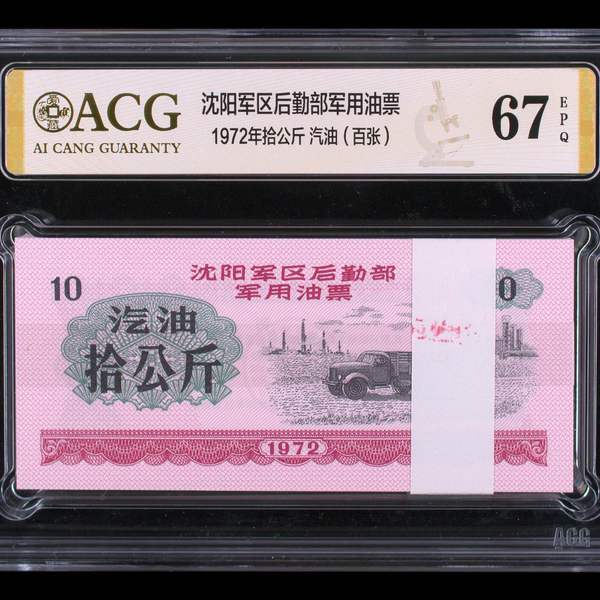 ACG
AI CANG GUARANTY
沈阳军区后勤部军用油票
1972年拾公斤 汽油（百张）
67
EPQ
沈阳军区后勤部
军用油票
10
0
汽油
拾公斤
1972
ACG